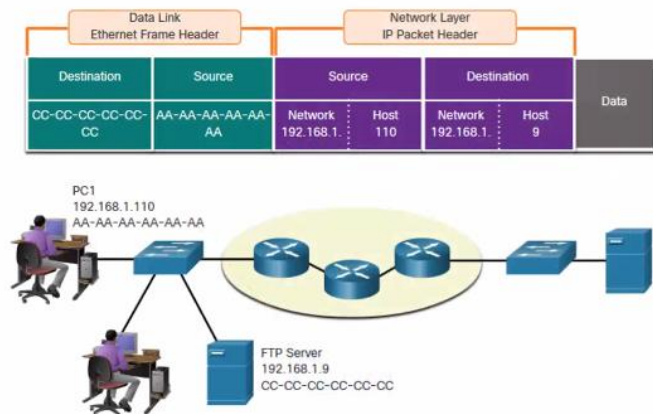 Data Link
Ethernet Frame Header
Network Layer
IP Packet Header
Destination
Source
Source
Destination
Data
CC-CC-CC-CC-CC-
CC
AA-AA-AA-AA-AA-
AA
Network
192.168.1.
Host
110
Network
192.168.1.
Host
9
PC1
192.168.1.110
AA-AA-AA-AA-AA-AA
FTP Server
192.168.1.9
CC-CC-CC-CC-CC-CC